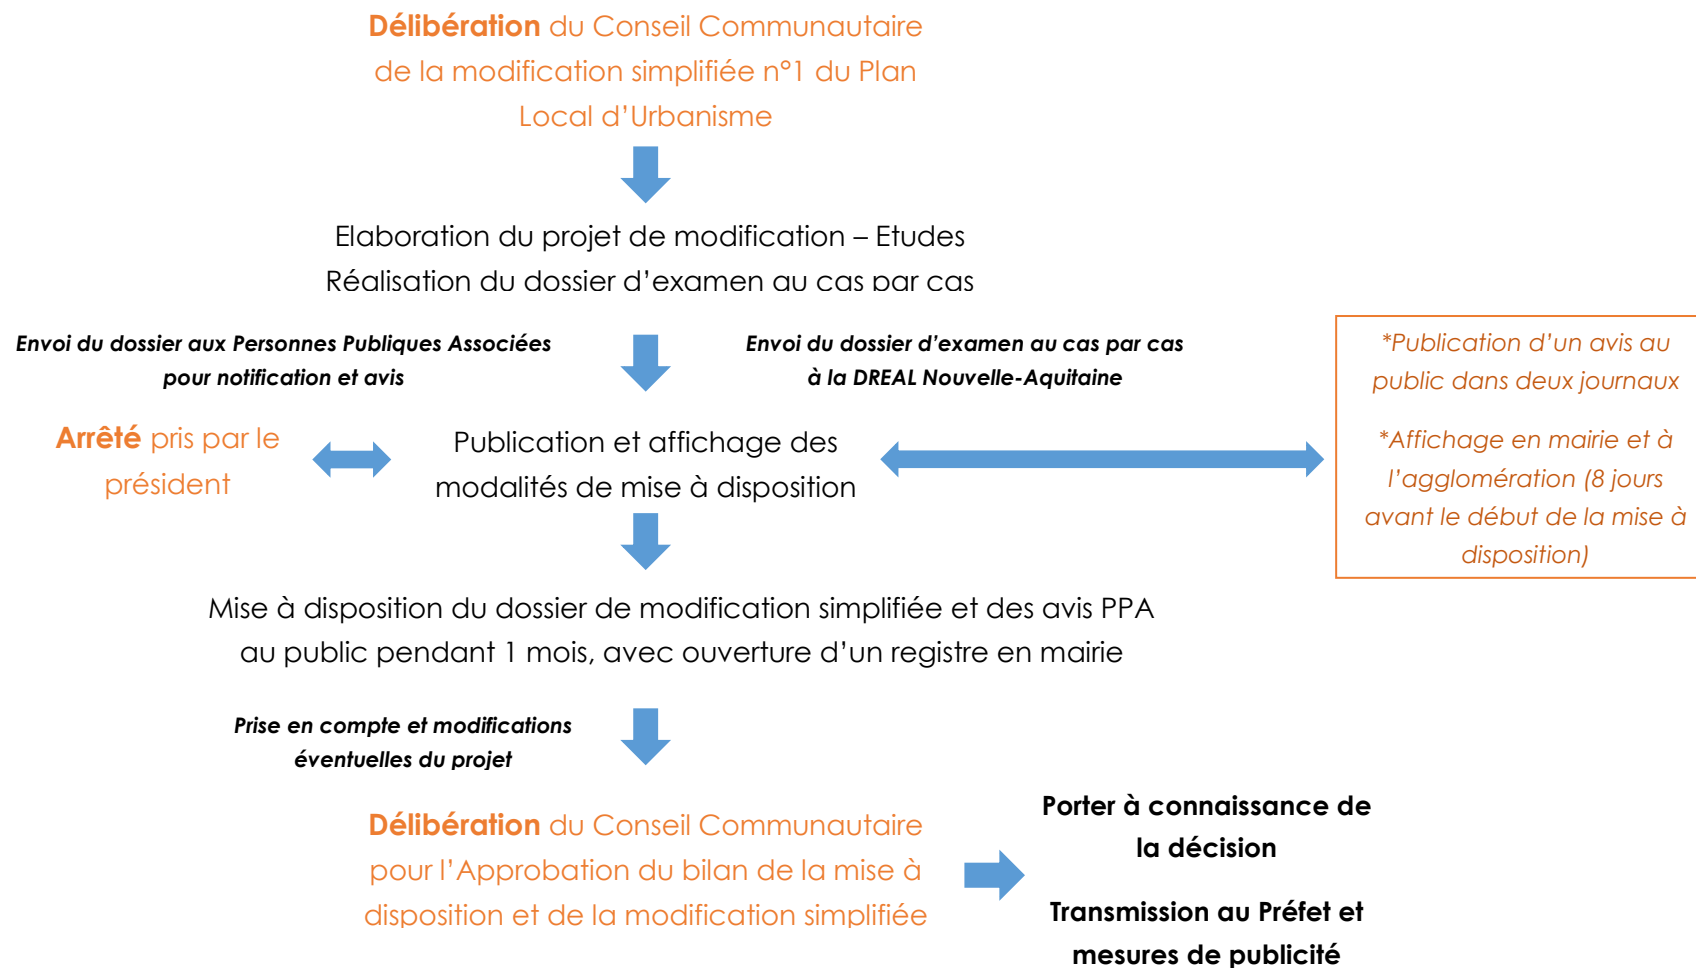 Délibération du Conseil Communautaire
de la modification simplifiée n°1 du Plan
Local d’Urbanisme
Elaboration du projet de modification – Etudes
Réalisation du dossier d’examen au cas par cas
Envoi du dossier aux Personnes Publiques Associées
pour notification et avis
Envoi du dossier d’examen au cas par cas
à la DREAL Nouvelle-Aquitaine
Arrêté pris par le
président
Publication et affichage des
modalités de mise à disposition
*Publication d’un avis au
public dans deux journaux
*Affichage en mairie et à
l’agglomération (8 jours
avant le début de la mise à
disposition)
Mise à disposition du dossier de modification simplifiée et des avis PPA
au public pendant 1 mois, avec ouverture d’un registre en mairie
Prise en compte et modifications
éventuelles du projet
Délibération du Conseil Communautaire
pour l’Approbation du bilan de la mise à
disposition et de la modification simplifiée
Porter à connaissance de
la décision
Transmission au Préfet et
mesures de publicité